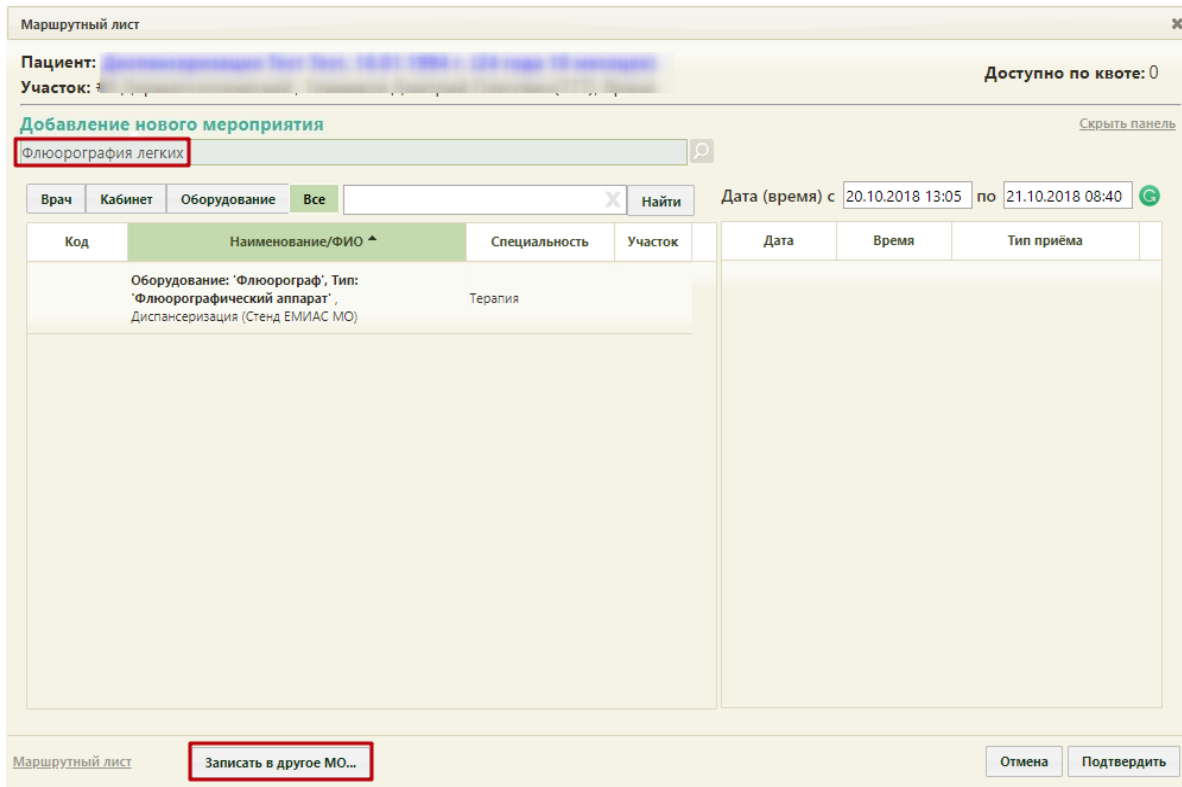 Маршрутный лист
Пациент:
Доступно по квоте: 0
Участок:
Добавление нового мероприятия
Скрыть панель
Флюорография легких
Врач Кабинет Оборудование Все Найти
Дата (время) с 20.10.2018 13:05 по 21.10.2018 08:40
Код Наименование/ФИО Специальность Участок
Дата Время Тип приёма
Оборудование: 'Флюорограф', Тип:
'Флюорографический аппарат' , Терапия
Диспансеризация (Стенд ЕМИАС МО)
Маршрутный лист Записать в другое МО... Отмена Подтвердить